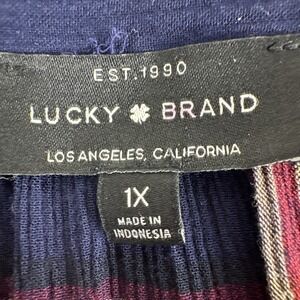 EST.1990
LUCKY BRAND
LOS ANGELES, CALIFORNIA
1X
MADE IN
INDONESIA